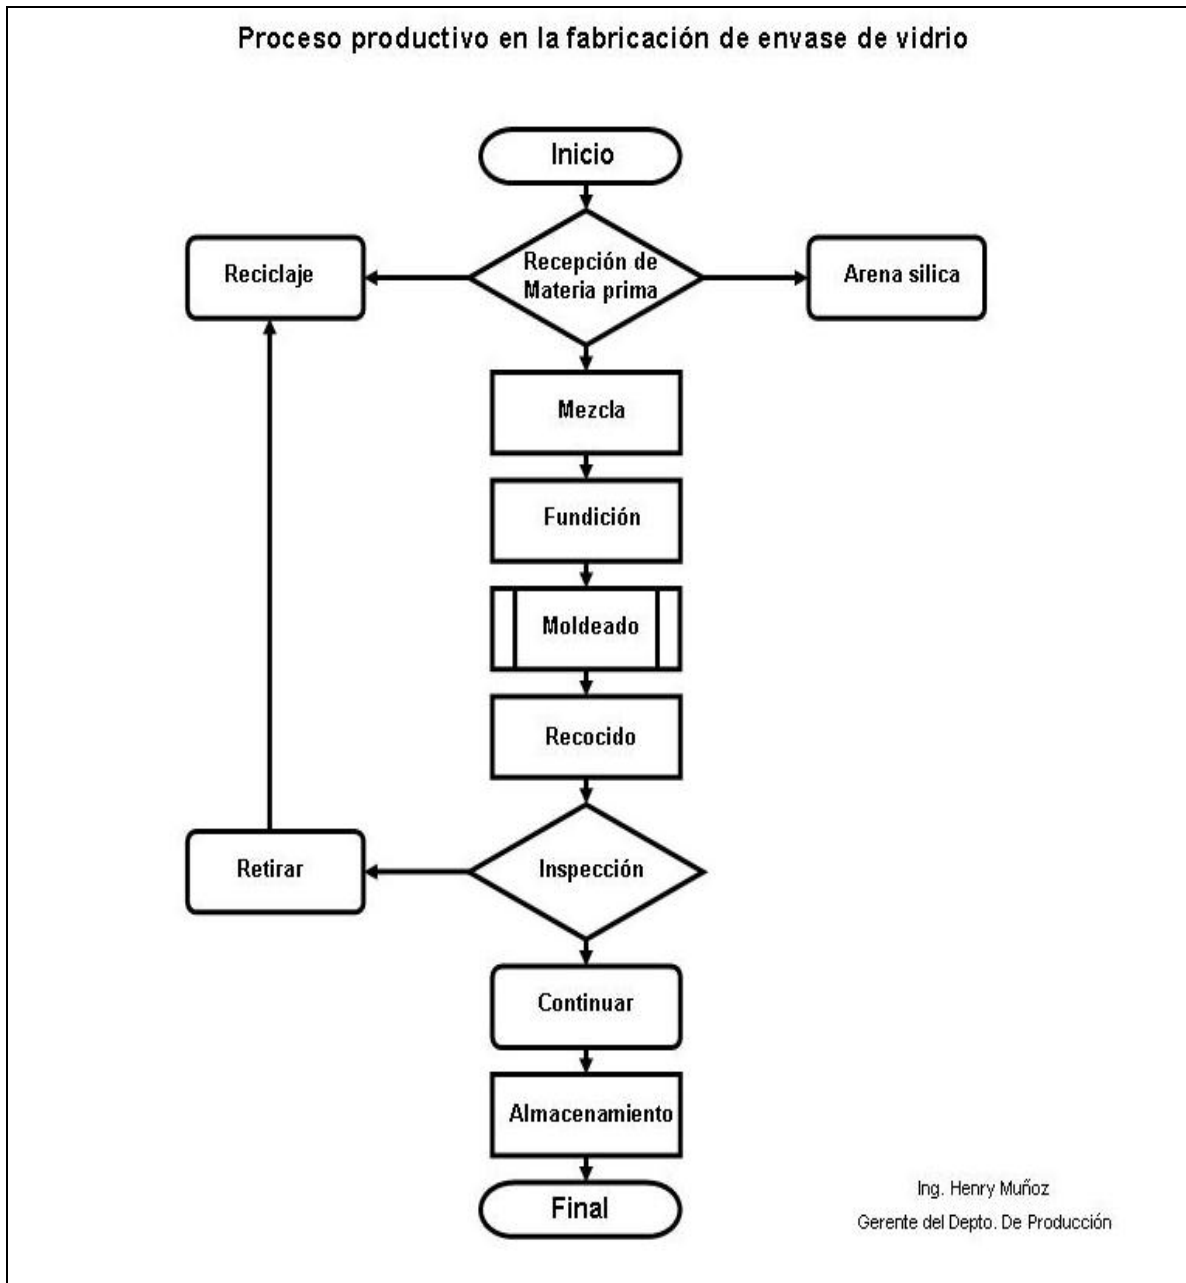 Proceso productivo en la fabricación de envase de vidrio
Inicio
Reciclaje
Recepción de
Materia prima
Arena silica
Mezcla
Fundición
Moldeado
Recocido
Retirar
Inspección
Continuar
Almacenamiento
Final
Ing. Henry Muñoz
Gerente del Depto. De Producción